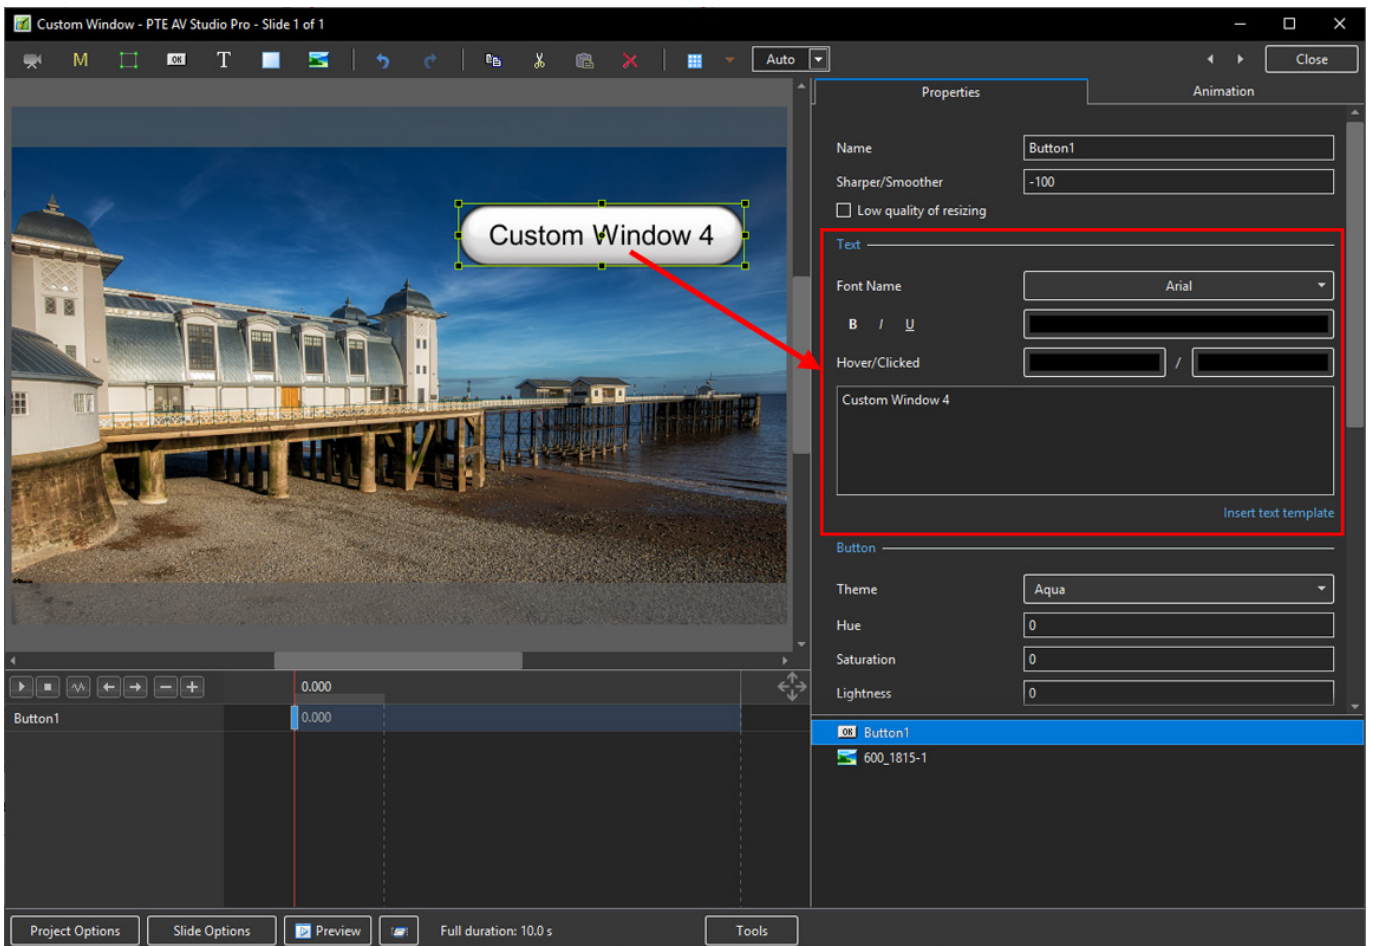 Custom Window - PTE AV Studio Pro - Slide 1 of 1
M OK T Auto Close
Properties Animation
Name Button1
Sharper/Smoother -100
Low quality of resizing
Custom Window 4
Text
Font Name Arial
B I U
Hover/Clicked /
Custom Window 4
Insert text template
Button
Theme Aqua
Hue 0
Saturation 0
Lightness 0
0.000
Button1 0.000
OK Button1
600_1815-1
Project Options Slide Options Preview Full duration: 10.0 s Tools